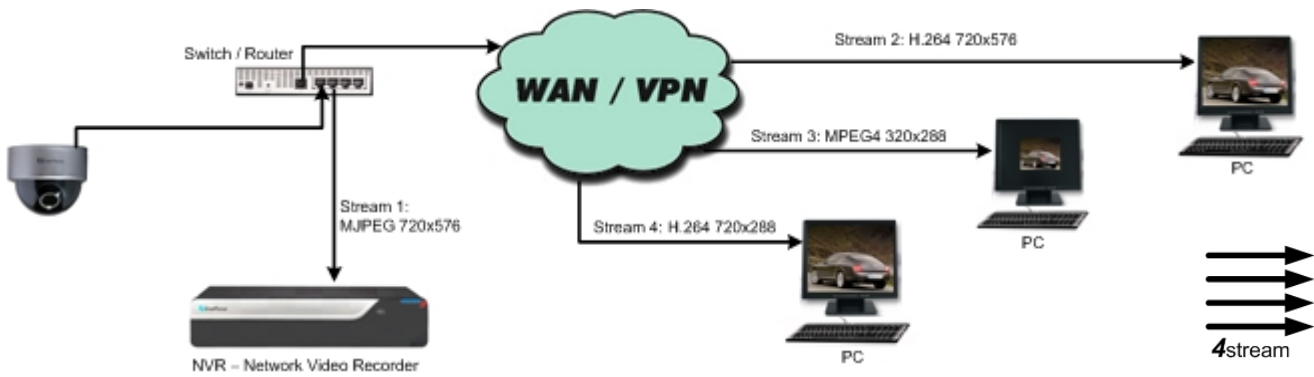 Switch / Router
WAN / VPN
Stream 2: H.264 720x576
PC
Stream 3: MPEG4 320x288
PC
Stream 1:
MJPEG 720x576
Stream 4: H.264 720x288
PC
NVR – Network Video Recorder
4stream